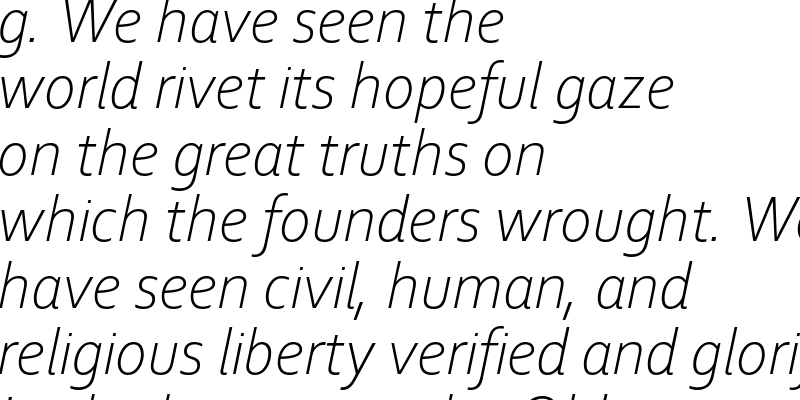 g. We have seen the
world rivet its hopeful gaze
on the great truths on
which the founders wrought. We
have seen civil, human, and
religious liberty verified and